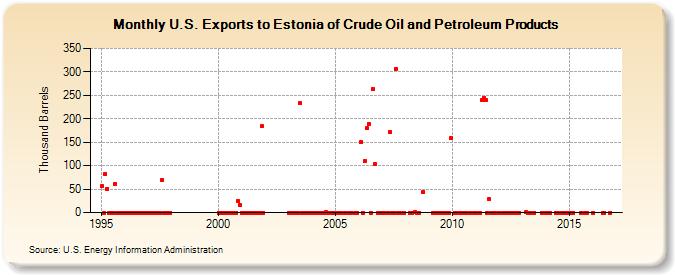 Monthly U.S. Exports to Estonia of Crude Oil and Petroleum Products
Thousand Barrels
350
300
250
200
150
100
50
0
1995 2000 2005 2010 2015
Source: U.S. Energy Information Administration